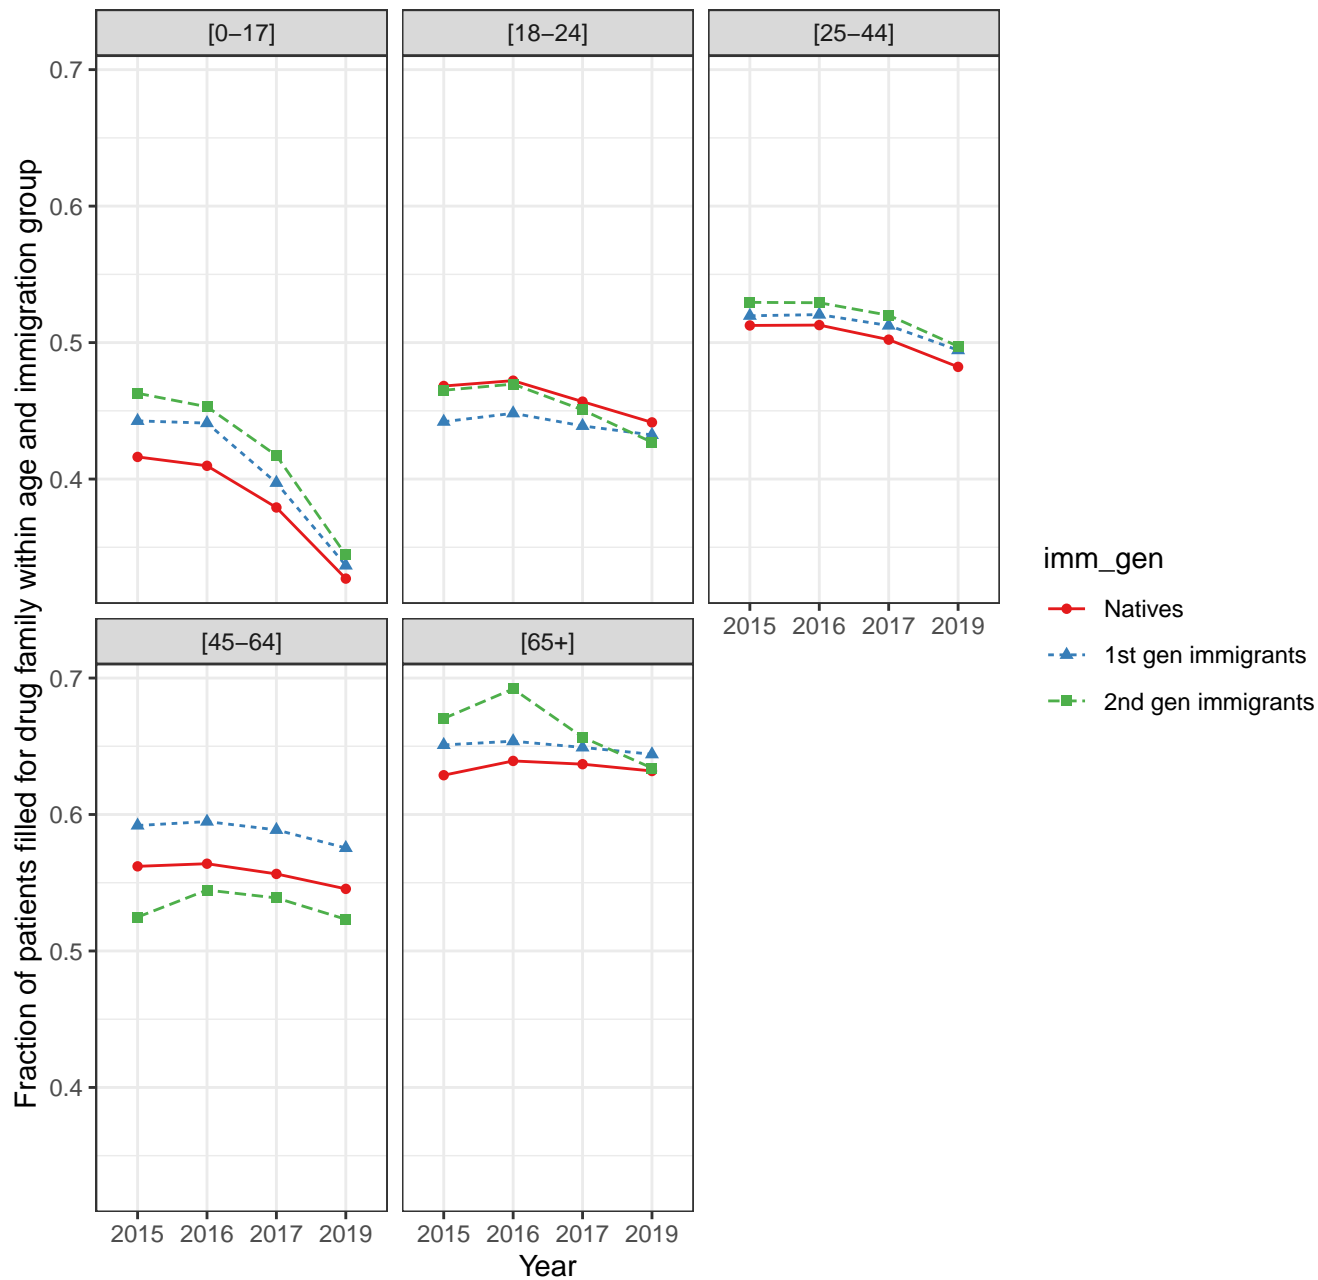 [0−17]
[18−24]
[25−44]
0.7
0.6
0.5
0.4
2015 2016 2017 2019
[45−64]
[65+]
0.7
0.6
0.5
0.4
2015 2016 2017 2019
2015 2016 2017 2019
Year
Fraction of patients filled for drug family within age and immigration group
imm_gen
Natives
1st gen immigrants
2nd gen immigrants